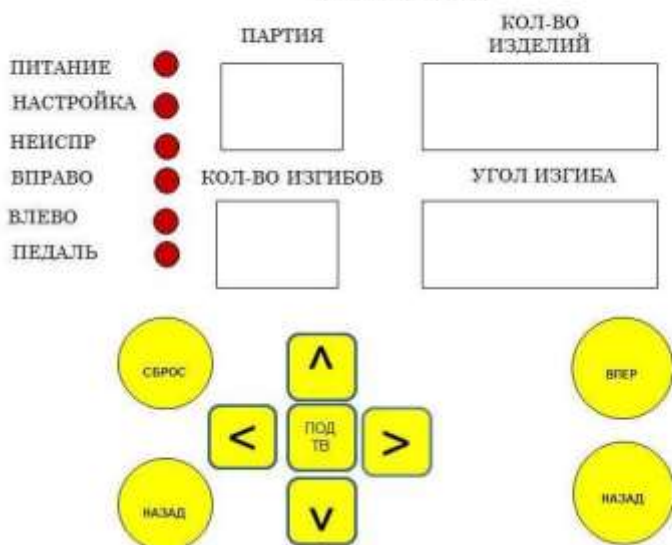 ПАРТИЯ
КОЛ-ВО
ИЗДЕЛИЙ
ПИТАНИЕ
НАСТРОЙКА
НЕИСПР
ВПРАВО
ВЛЕВО
ПЕДАЛЬ
КОЛ-ВО ИЗГИБОВ
УГОЛ ИЗГИБА
СБРОС
^
ВПЕР
<
ПОД
ТВ
>
НАЗАД
v
НАЗАД